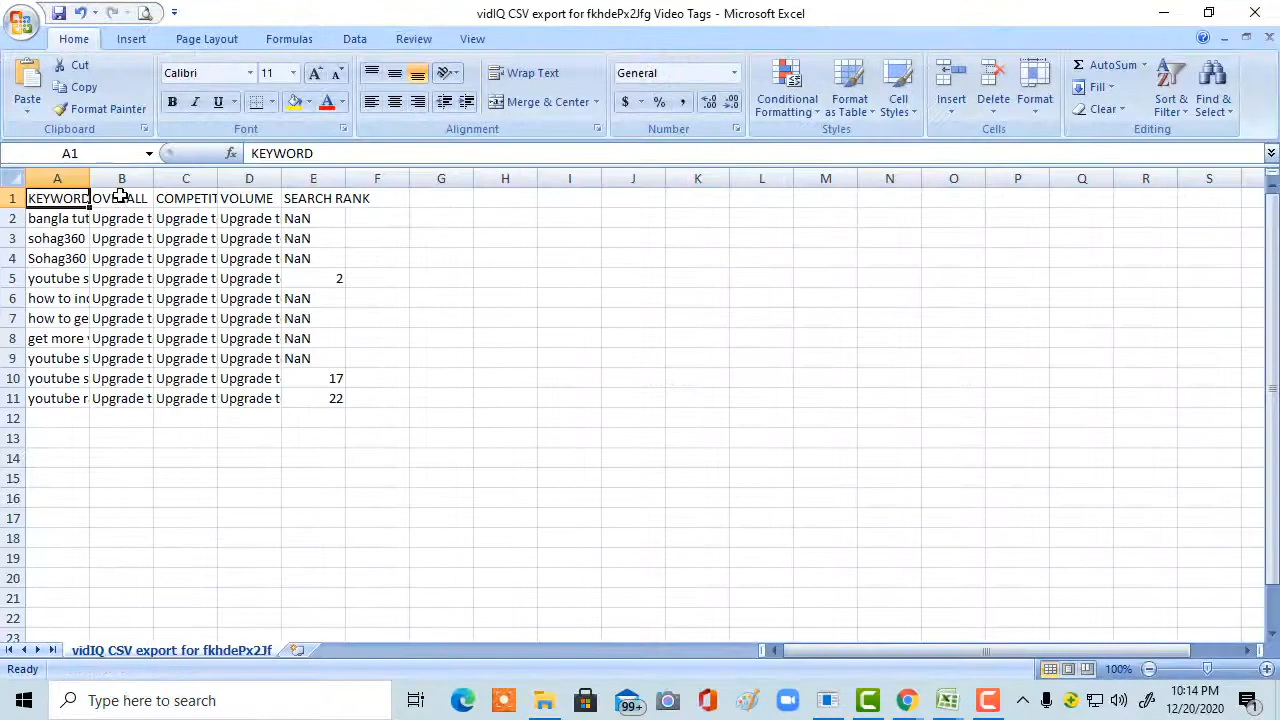 vidIQ CSV export for fkhdePx2Jfg Video Tags - Microsoft Excel
Home Insert Page Layout Formulas Data Review View
Paste
Cut
Copy
Format Painter
Clipboard
Calibri 11
B I U
Font
Wrap Text
Merge & Center
Alignment
General
$ % ,
Number
Conditional Formatting
Format as Table
Cell Styles
Styles
Insert Delete Format
Cells
AutoSum
Fill
Clear
Sort & Filter
Find & Select
Editing
A1 fx KEYWORD
A B C D E F G H I J K L M N O P Q R S
1 KEYWORD OVERALL COMPETIT VOLUME SEARCH RANK
2 bangla tut Upgrade t Upgrade t Upgrade t NaN
3 sohag360 Upgrade t Upgrade t Upgrade t NaN
4 Sohag360 Upgrade t Upgrade t Upgrade t NaN
5 youtube s Upgrade t Upgrade t Upgrade t 2
6 how to inc Upgrade t Upgrade t Upgrade t NaN
7 how to ge Upgrade t Upgrade t Upgrade t NaN
8 get more v Upgrade t Upgrade t Upgrade t NaN
9 youtube s Upgrade t Upgrade t Upgrade t NaN
10 youtube s Upgrade t Upgrade t Upgrade t 17
11 youtube r Upgrade t Upgrade t Upgrade t 22
12
13
14
15
16
17
18
19
20
21
22
23
vidIQ CSV export for fkhdePx2Jf
Ready 100%
Type here to search
99+
10:14 PM
12/20/2020
1